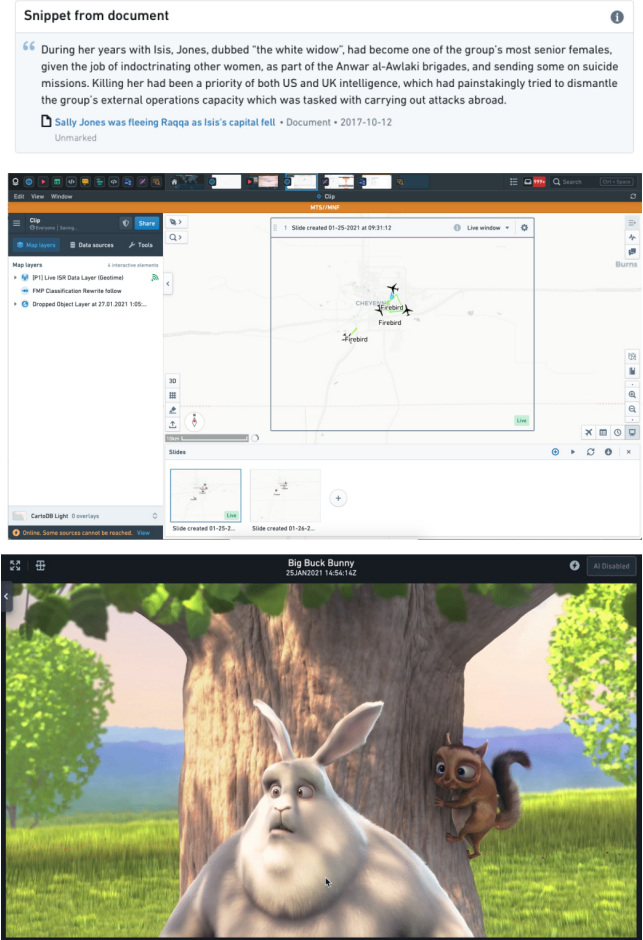 Snippet from document
During her years with Isis, Jones, dubbed “the white widow”, had become one of the group's most senior females,
given the job of indoctrinating other women, as part of the Anwar al-Awlaki brigades, and sending some on suicide
missions. Killing her had been a priority of both US and UK intelligence, which had painstakingly tried to dismantle
the group's external operations capacity which was tasked with carrying out attacks abroad.
Sally Jones was fleeing Raqqa as Isis's capital fell • Document • 2017-10-12
Unmarked
999+ Search Ctrl + Space
Edit View Window Clip
MTS//MNF
Clip
Everyone | Saving... Share
Map layers Data sources Tools
Map layers 4 interactive elements
[P1] Live ISR Data Layer (Geotime)
FMP Classification Rewrite follow
Dropped Object Layer at 27.01.2021 1:05:...
1 Slide created 01-25-2021 at 09:31:12 Live window
Burns
CHEYENNE
Firebird
Firebird
Firebird
3D
10km
Live
Slides
Live
Slide created 01-25-2... Slide created 01-26-2...
CartoDB Light 0 overlays
Online. Some sources cannot be reached. View
Big Buck Bunny
25JAN2021 14:54:14Z
AI Disabled